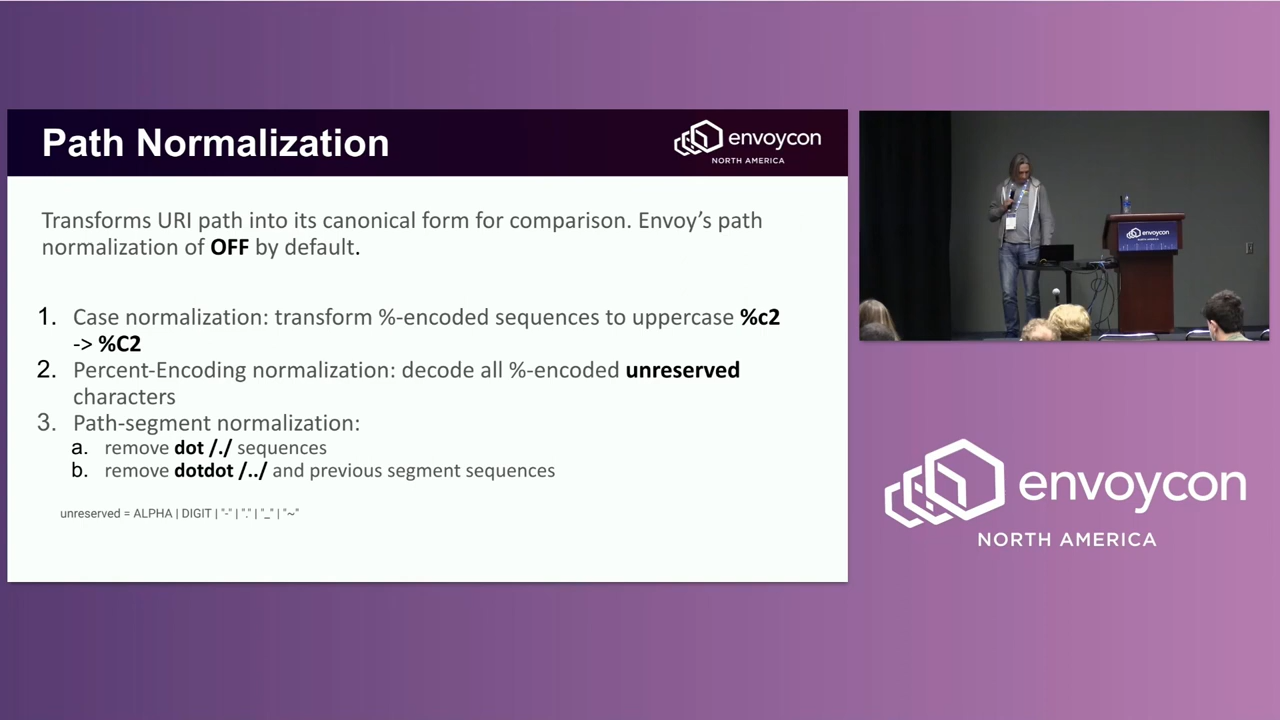 Path Normalization
envoycon
NORTH AMERICA
Transforms URI path into its canonical form for comparison. Envoy’s path
normalization of OFF by default.
1. Case normalization: transform %-encoded sequences to uppercase %c2
-> %C2
2. Percent-Encoding normalization: decode all %-encoded unreserved
characters
3. Path-segment normalization:
a. remove dot /./ sequences
b. remove dotdot /../ and previous segment sequences
unreserved = ALPHA | DIGIT | "-" | "." | "_" | "~"
envoycon
NORTH AMERICA
envoycon
NORTH AMERICA